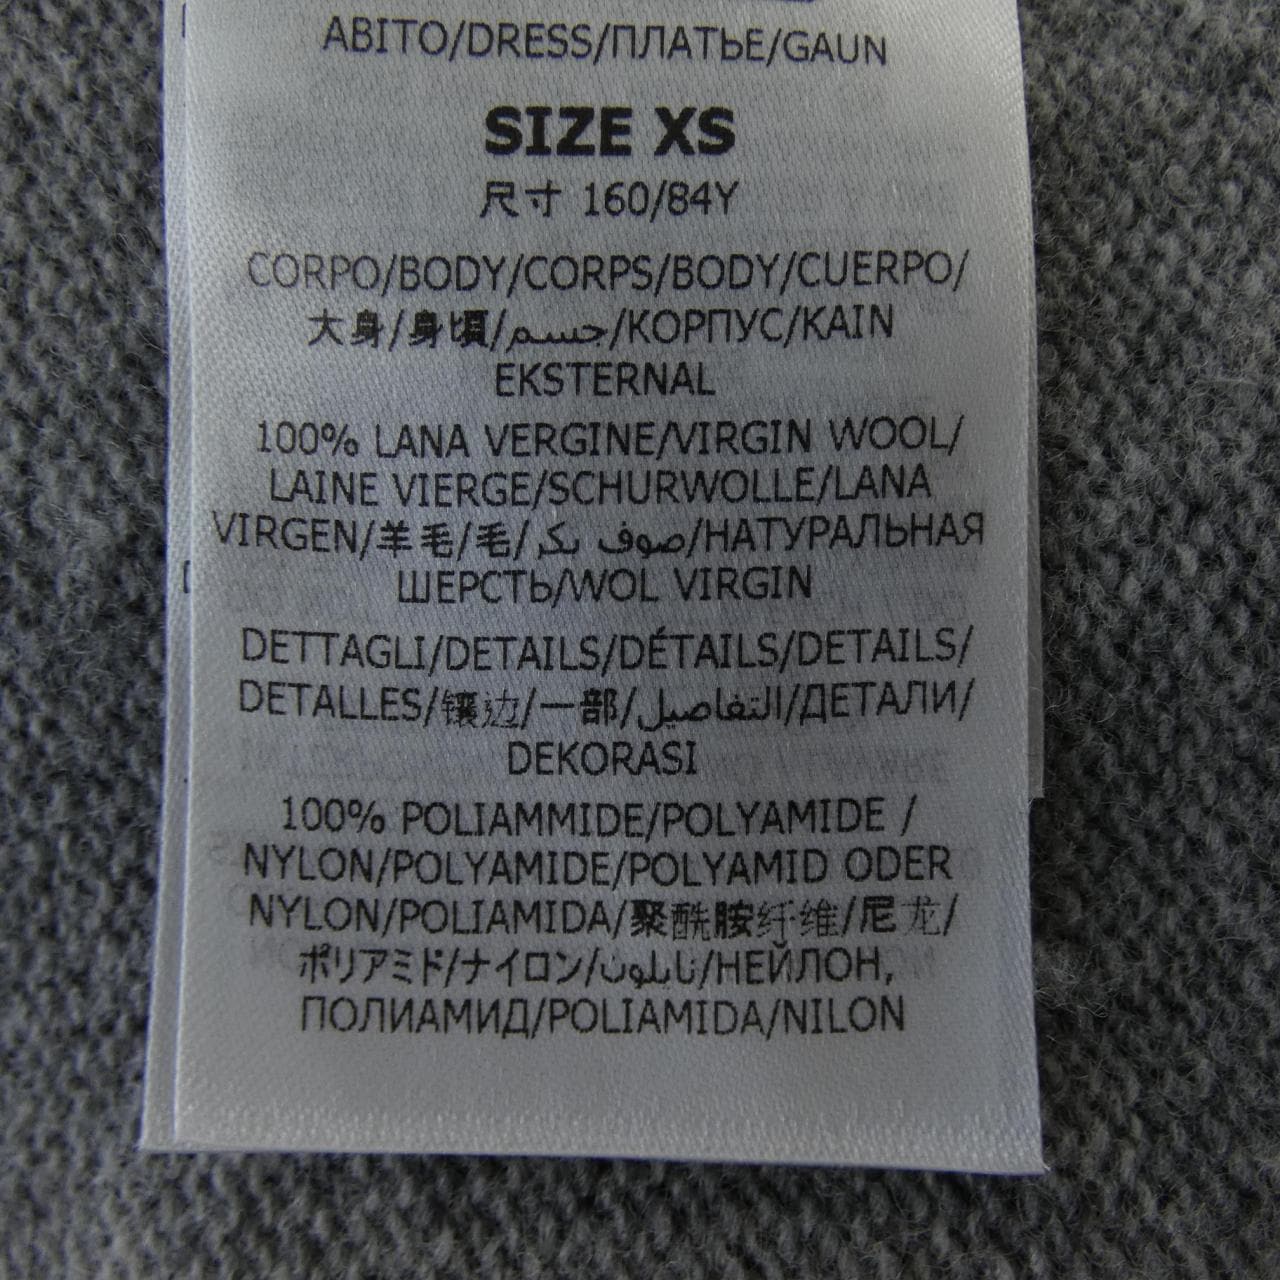 ABITO/DRESS/ПЛАТЬЕ/GAUN
SIZE XS
尺寸 160/84Y
CORPO/BODY/CORPS/BODY/CUERPO/
大身/身頃/جسم/КОРПУС/KAIN
EKSTERNAL
100% LANA VERGINE/VIRGIN WOOL/
LAINE VIERGE/SCHURWOLLE/LANA
VIRGEN/羊毛/毛/صوف بكر/НАТУРАЛЬНАЯ
ШЕРСТЬ/WOL VIRGIN
DETTAGLI/DETAILS/DÉTAILS/DETAILS/
DETALLES/镶边/一部/التفاصيل/ДЕТАЛИ/
DEKORASI
100% POLIAMMIDE/POLYAMIDE /
NYLON/POLYAMIDE/POLYAMID ODER
NYLON/POLIAMIDA/聚酰胺纤维/尼龙/
ポリアミド/ナイロン/نايلون/НЕЙЛОН,
ПОЛИАМИД/POLIAMIDA/NILON